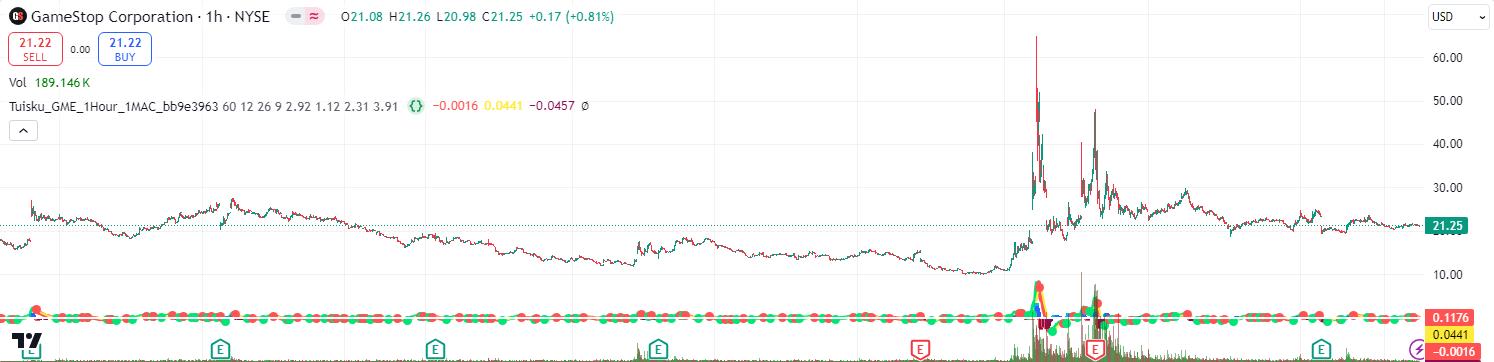 GameStop Corporation · 1h · NYSE O21.08 H21.26 L20.98 C21.25 +0.17 (+0.81%)
USD
21.22 SELL 0.00 21.22 BUY
Vol 189.146 K
Tuisku_GME_1Hour_1MAC_bb9e3963 60 12 26 9 2.92 1.12 2.31 3.91 {} −0.0016 0.0441 −0.0457 Ø
60.00
50.00
40.00
30.00
21.25
10.00
0.1176
0.0441
−0.0016
E E E E E E E